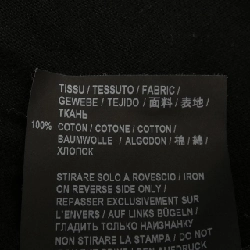 TISSU / TESSUTO / FABRIC /
GEWEBE / TEJIDO / 面料 / 表地 /
ТКАНЬ
100% COTON / COTONE / COTTON /
BAUMWOLLE / ALGODON / 棉 / 綿 /
ХЛОПОК
STIRARE SOLO A ROVESCIO / IRON
ON REVERSE SIDE ONLY /
REPASSER EXCLUSIVEMENT SUR
L'ENVERS / AUF LINKS BÜGELN /
ГЛАДИТЬ ТОЛЬКО НАИЗНАНКУ
NON CANDEGGIARE LA STAMPA / DO NOT